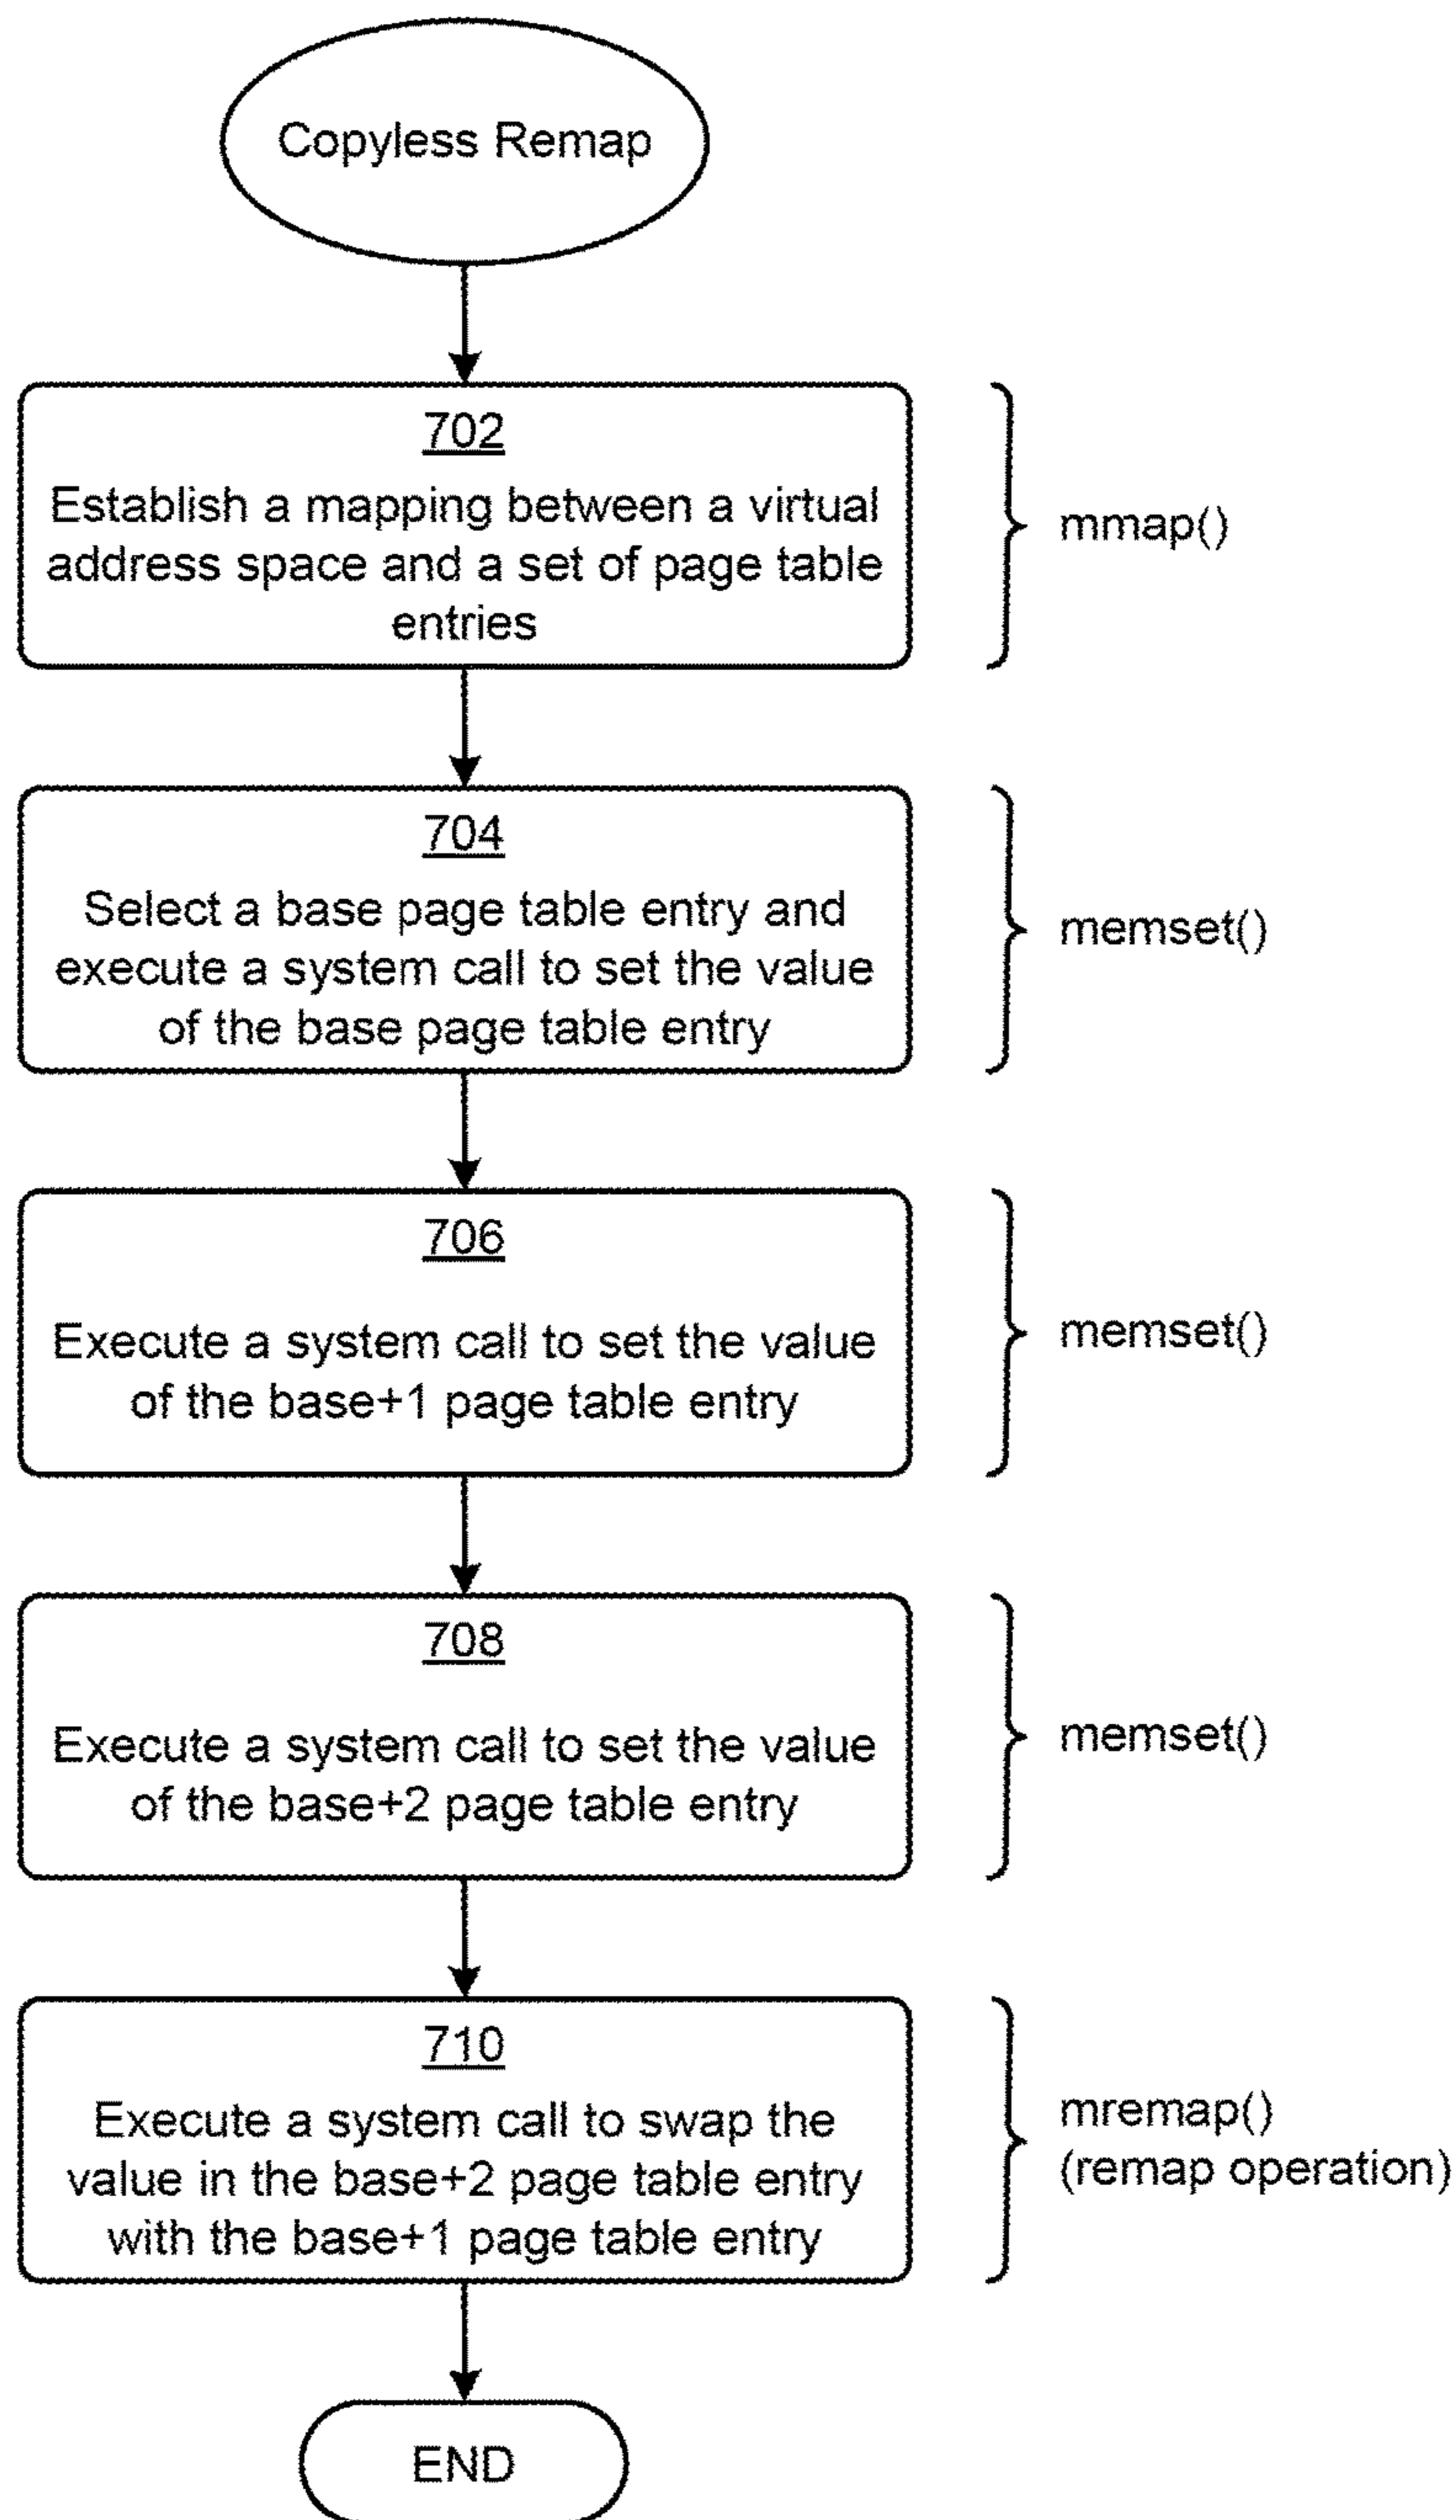 Copyless Remap
702
Establish a mapping between a virtual
address space and a set of page table
entries
mmap()
704
Select a base page table entry and
execute a system call to set the value
of the base page table entry
memset()
706
Execute a system call to set the value
of the base+1 page table entry
memset()
708
Execute a system call to set the value
of the base+2 page table entry
memset()
710
Execute a system call to swap the
value in the base+2 page table entry
with the base+1 page table entry
mremap()
(remap operation)
END